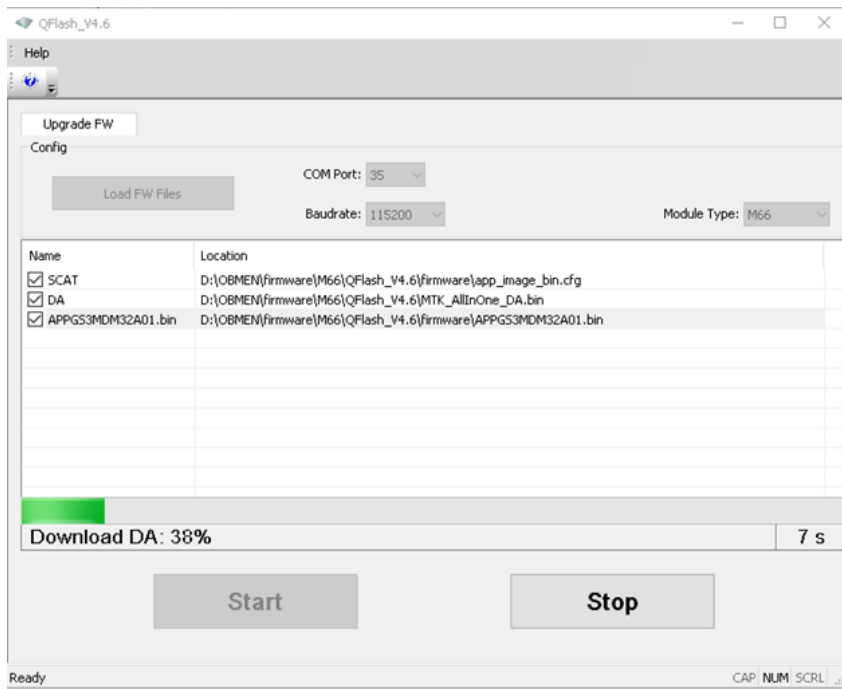 QFlash_V4.6
Help
Upgrade FW
Config
Load FW Files
COM Port: 35
Baudrate: 115200
Module Type: M66
Name Location
SCAT D:\OBMEN\firmware\M66\QFlash_V4.6\firmware\app_image_bin.cfg
DA D:\OBMEN\firmware\M66\QFlash_V4.6\MTK_AllInOne_DA.bin
APPGS3MDM32A01.bin D:\OBMEN\firmware\M66\QFlash_V4.6\firmware\APPGS3MDM32A01.bin
Download DA: 38% 7 s
Start Stop
Ready CAP NUM SCRL